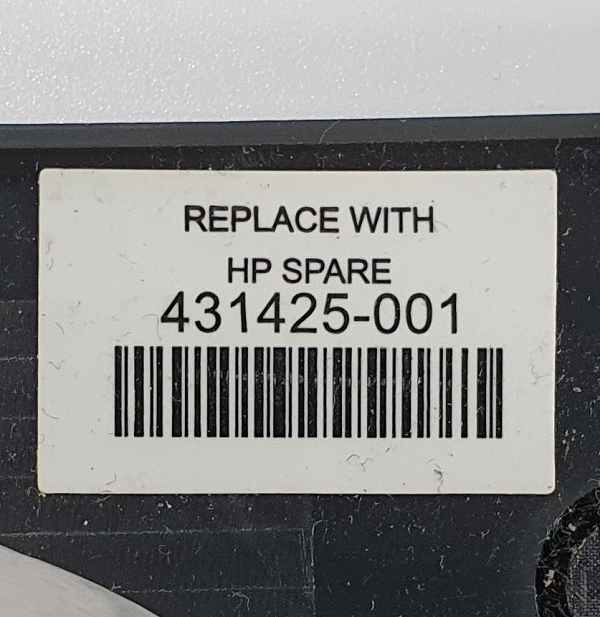 REPLACE WITH
HP SPARE
431425-001